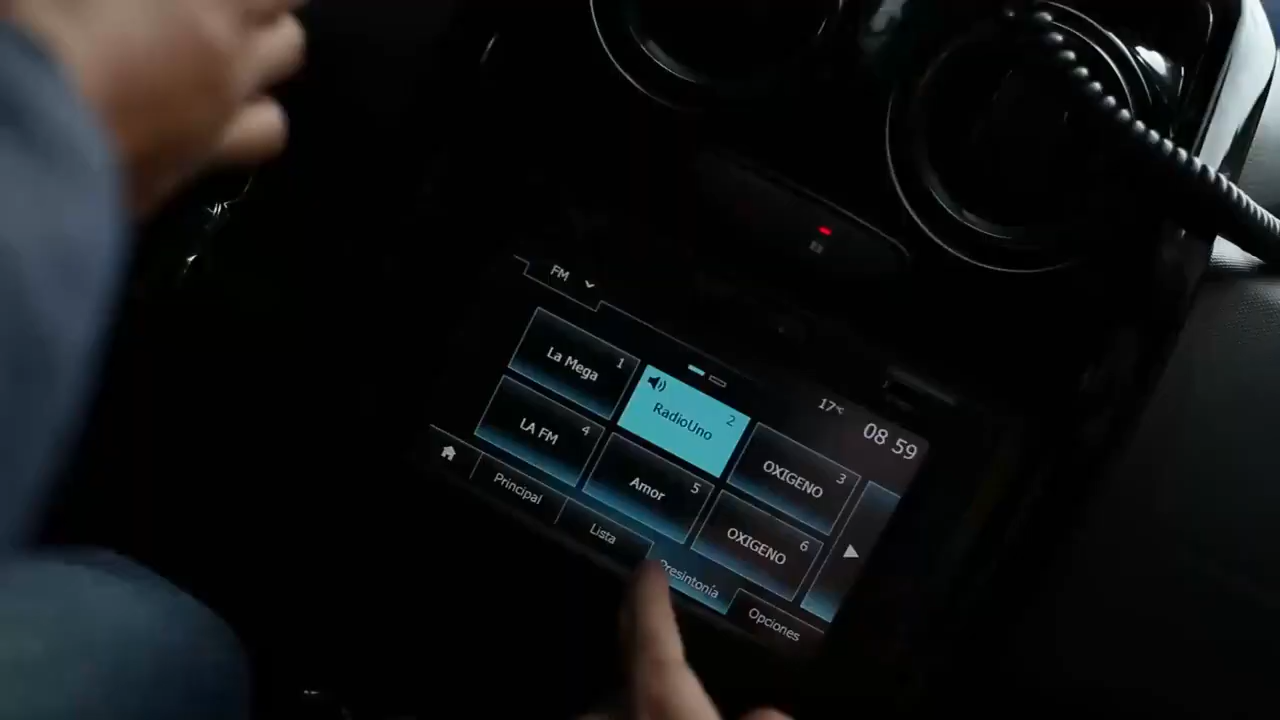 FM
17°C
08 59
La Mega 1
RadioUno 2
OXIGENO 3
LA FM 4
Amor 5
OXIGENO 6
Principal
Lista
Presintonía
Opciones